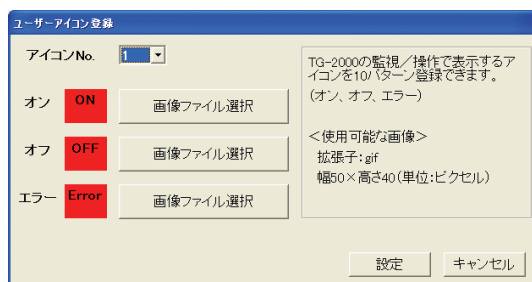 ユーザーアイコン登録
アイコンNo. 1
オン ON 画像ファイル選択
オフ OFF 画像ファイル選択
エラー Error 画像ファイル選択
TG-2000の監視／操作で表示するア
イコンを10パターン登録できます。
(オン、オフ、エラー)
＜使用可能な画像＞
拡張子:gif
幅50×高さ40(単位:ピクセル)
設定 キャンセル